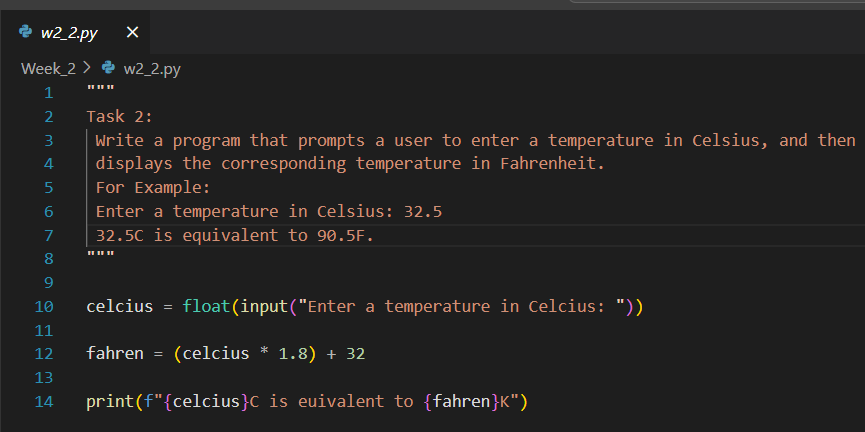 w2_2.py ×
Week_2 > w2_2.py
1 """
2 Task 2:
3 Write a program that prompts a user to enter a temperature in Celsius, and then
4 displays the corresponding temperature in Fahrenheit.
5 For Example:
6 Enter a temperature in Celsius: 32.5
7 32.5C is equivalent to 90.5F.
8 """
9
10 celcius = float(input("Enter a temperature in Celcius: "))
11
12 fahren = (celcius * 1.8) + 32
13
14 print(f"{celcius}C is euivalent to {fahren}K")